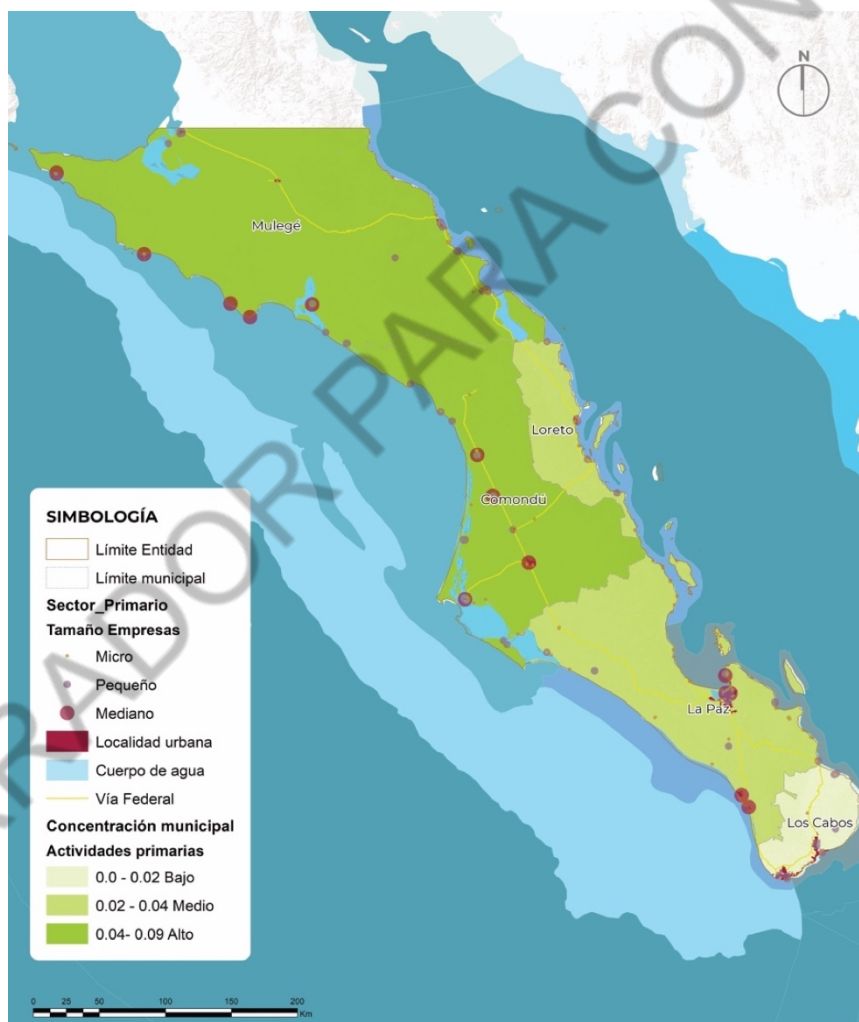 N
Mulegé
Loreto
Comondú
La Paz
Los Cabos
SIMBOLOGÍA
Límite Entidad
Límite municipal
Sector_Primario
Tamaño Empresas
Micro
Pequeño
Mediano
Localidad urbana
Cuerpo de agua
Vía Federal
Concentración municipal
Actividades primarias
0.0 - 0.02 Bajo
0.02 - 0.04 Medio
0.04- 0.09 Alto
0 25 50 100 150 200
Km
RADOR PARA CON